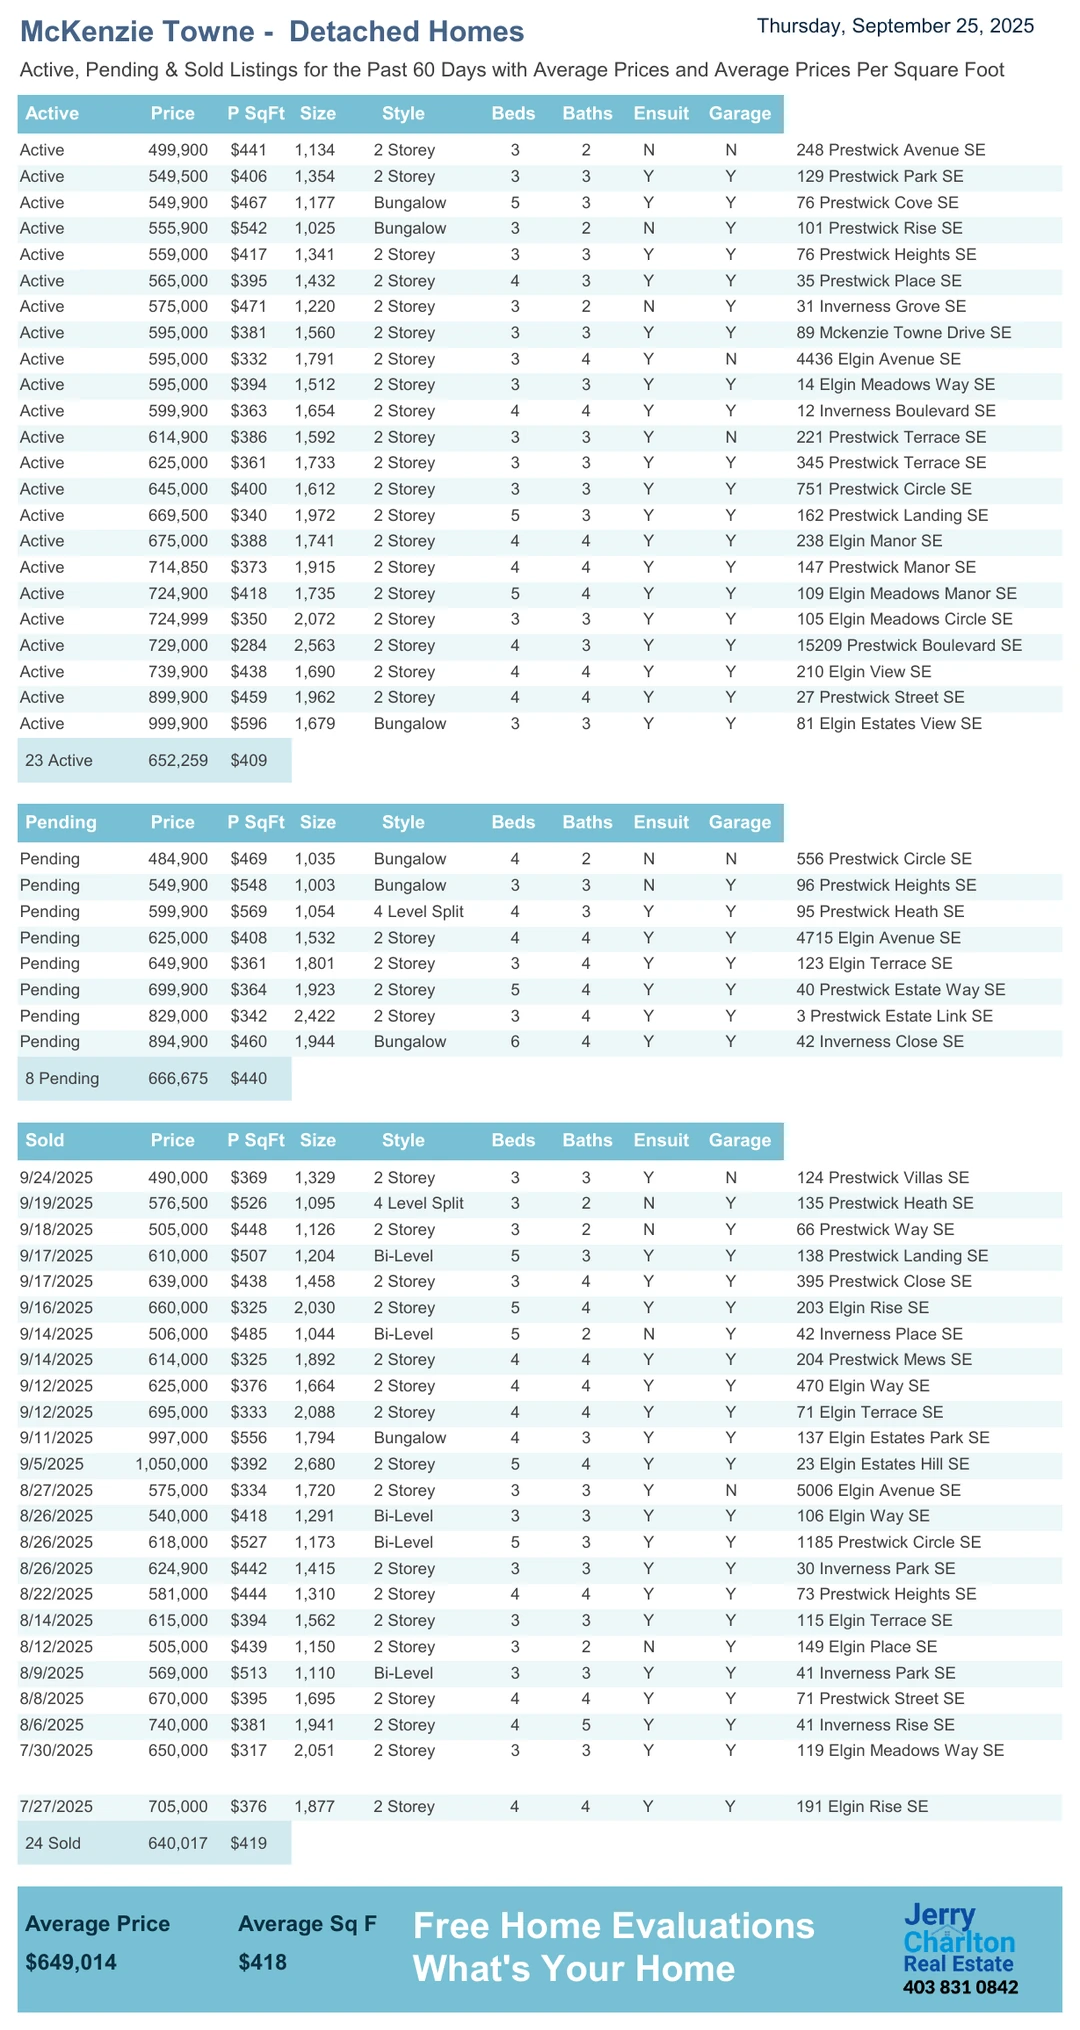 McKenzie Towne - Detached Homes Thursday, September 25, 2025
Active, Pending & Sold Listings for the Past 60 Days with Average Prices and Average Prices Per Square Foot
Active Price P SqFt Size Style Beds Baths Ensuit Garage
Active 499,900 $441 1,134 2 Storey 3 2 N N 248 Prestwick Avenue SE
Active 549,500 $406 1,354 2 Storey 3 3 Y Y 129 Prestwick Park SE
Active 549,900 $467 1,177 Bungalow 5 3 Y Y 76 Prestwick Cove SE
Active 555,900 $542 1,025 Bungalow 3 2 N Y 101 Prestwick Rise SE
Active 559,000 $417 1,341 2 Storey 3 3 Y Y 76 Prestwick Heights SE
Active 565,000 $395 1,432 2 Storey 4 3 Y Y 35 Prestwick Place SE
Active 575,000 $471 1,220 2 Storey 3 2 N Y 31 Inverness Grove SE
Active 595,000 $381 1,560 2 Storey 3 3 Y Y 89 Mckenzie Towne Drive SE
Active 595,000 $332 1,791 2 Storey 3 4 Y N 4436 Elgin Avenue SE
Active 595,000 $394 1,512 2 Storey 3 3 Y Y 14 Elgin Meadows Way SE
Active 599,900 $363 1,654 2 Storey 4 4 Y Y 12 Inverness Boulevard SE
Active 614,900 $386 1,592 2 Storey 3 3 Y N 221 Prestwick Terrace SE
Active 625,000 $361 1,733 2 Storey 3 3 Y Y 345 Prestwick Terrace SE
Active 645,000 $400 1,612 2 Storey 3 3 Y Y 751 Prestwick Circle SE
Active 669,500 $340 1,972 2 Storey 5 3 Y Y 162 Prestwick Landing SE
Active 675,000 $388 1,741 2 Storey 4 4 Y Y 238 Elgin Manor SE
Active 714,850 $373 1,915 2 Storey 4 4 Y Y 147 Prestwick Manor SE
Active 724,900 $418 1,735 2 Storey 5 4 Y Y 109 Elgin Meadows Manor SE
Active 724,999 $350 2,072 2 Storey 3 3 Y Y 105 Elgin Meadows Circle SE
Active 729,000 $284 2,563 2 Storey 4 3 Y Y 15209 Prestwick Boulevard SE
Active 739,900 $438 1,690 2 Storey 4 4 Y Y 210 Elgin View SE
Active 899,900 $459 1,962 2 Storey 4 4 Y Y 27 Prestwick Street SE
Active 999,900 $596 1,679 Bungalow 3 3 Y Y 81 Elgin Estates View SE
23 Active 652,259 $409
Pending Price P SqFt Size Style Beds Baths Ensuit Garage
Pending 484,900 $469 1,035 Bungalow 4 2 N N 556 Prestwick Circle SE
Pending 549,900 $548 1,003 Bungalow 3 3 N Y 96 Prestwick Heights SE
Pending 599,900 $569 1,054 4 Level Split 4 3 Y Y 95 Prestwick Heath SE
Pending 625,000 $408 1,532 2 Storey 4 4 Y Y 4715 Elgin Avenue SE
Pending 649,900 $361 1,801 2 Storey 3 4 Y Y 123 Elgin Terrace SE
Pending 699,900 $364 1,923 2 Storey 5 4 Y Y 40 Prestwick Estate Way SE
Pending 829,000 $342 2,422 2 Storey 3 4 Y Y 3 Prestwick Estate Link SE
Pending 894,900 $460 1,944 Bungalow 6 4 Y Y 42 Inverness Close SE
8 Pending 666,675 $440
Sold Price P SqFt Size Style Beds Baths Ensuit Garage
9/24/2025 490,000 $369 1,329 2 Storey 3 3 Y N 124 Prestwick Villas SE
9/19/2025 576,500 $526 1,095 4 Level Split 3 2 N Y 135 Prestwick Heath SE
9/18/2025 505,000 $448 1,126 2 Storey 3 2 N Y 66 Prestwick Way SE
9/17/2025 610,000 $507 1,204 Bi-Level 5 3 Y Y 138 Prestwick Landing SE
9/17/2025 639,000 $438 1,458 2 Storey 3 4 Y Y 395 Prestwick Close SE
9/16/2025 660,000 $325 2,030 2 Storey 5 4 Y Y 203 Elgin Rise SE
9/14/2025 506,000 $485 1,044 Bi-Level 5 2 N Y 42 Inverness Place SE
9/14/2025 614,000 $325 1,892 2 Storey 4 4 Y Y 204 Prestwick Mews SE
9/12/2025 625,000 $376 1,664 2 Storey 4 4 Y Y 470 Elgin Way SE
9/12/2025 695,000 $333 2,088 2 Storey 4 4 Y Y 71 Elgin Terrace SE
9/11/2025 997,000 $556 1,794 Bungalow 4 3 Y Y 137 Elgin Estates Park SE
9/5/2025 1,050,000 $392 2,680 2 Storey 5 4 Y Y 23 Elgin Estates Hill SE
8/27/2025 575,000 $334 1,720 2 Storey 3 3 Y N 5006 Elgin Avenue SE
8/26/2025 540,000 $418 1,291 Bi-Level 3 3 Y Y 106 Elgin Way SE
8/26/2025 618,000 $527 1,173 Bi-Level 5 3 Y Y 1185 Prestwick Circle SE
8/26/2025 624,900 $442 1,415 2 Storey 3 3 Y Y 30 Inverness Park SE
8/22/2025 581,000 $444 1,310 2 Storey 4 4 Y Y 73 Prestwick Heights SE
8/14/2025 615,000 $394 1,562 2 Storey 3 3 Y Y 115 Elgin Terrace SE
8/12/2025 505,000 $439 1,150 2 Storey 3 2 N Y 149 Elgin Place SE
8/9/2025 569,000 $513 1,110 Bi-Level 3 3 Y Y 41 Inverness Park SE
8/8/2025 670,000 $395 1,695 2 Storey 4 4 Y Y 71 Prestwick Street SE
8/6/2025 740,000 $381 1,941 2 Storey 4 5 Y Y 41 Inverness Rise SE
7/30/2025 650,000 $317 2,051 2 Storey 3 3 Y Y 119 Elgin Meadows Way SE
7/27/2025 705,000 $376 1,877 2 Storey 4 4 Y Y 191 Elgin Rise SE
24 Sold 640,017 $419
Average Price Average Sq F
$649,014 $418
Free Home Evaluations
What's Your Home
Jerry
Charlton
Real Estate
403 831 0842